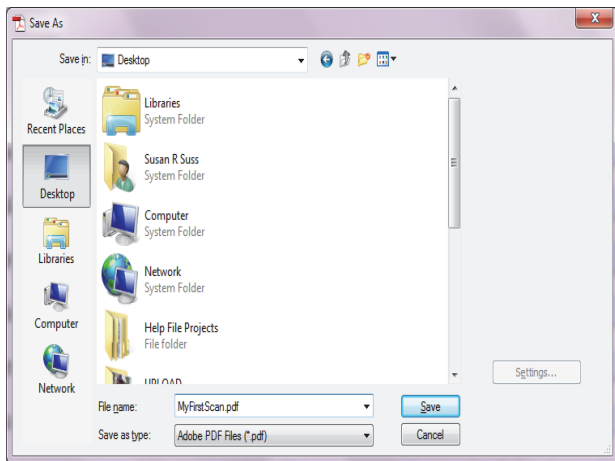 Save As
Save in: Desktop
Recent Places
Desktop
Libraries
Computer
Network
Libraries
System Folder
Susan R Suss
System Folder
Computer
System Folder
Network
System Folder
Help File Projects
File folder
UPLOAD
Settings...
File name: MyFirstScan.pdf Save
Save as type: Adobe PDF Files (*.pdf) Cancel